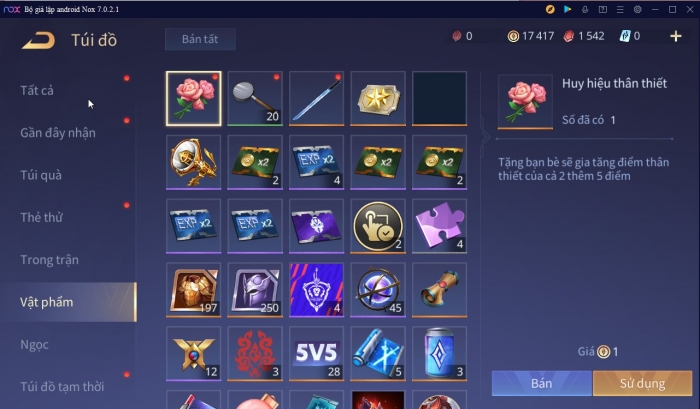 nox Bộ giả lập android Nox 7.0.2.1
Túi đồ
Bán tất
0
17 417
1 542
0
Tất cả
Gần đây nhận
Túi quà
Thẻ thử
Trong trận
Vật phẩm
Ngọc
Túi đồ tạm thời
20
x2
2
EXP x2
4
x2
2
x2
2
EXP x2
EXP x2
2
4
197
250
4
45
12
3
5V5
28
5
3
Huy hiệu thân thiết
Số đã có 1
Tặng bạn bè sẽ gia tăng điểm thân
thiết của cả 2 thêm 5 điểm
Giá 1
Bán
Sử dụng